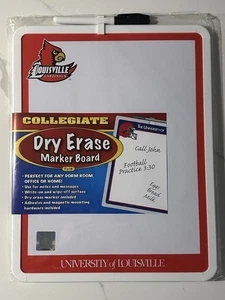 LOUISVILLE
CARDINALS
COLLEGIATE
Dry Erase
Marker Board
• PERFECT FOR ANY DORM ROOM,
OFFICE OR HOME!
• Use for notes and messages
• Write-on and wipe-off surface
• Dry erase marker included
• Adhesive and magnetic mounting
hardware included
Call John
Football
Practice 3:30
Eggs
Bread
Milk
UNIVERSITY OF LOUISVILLE